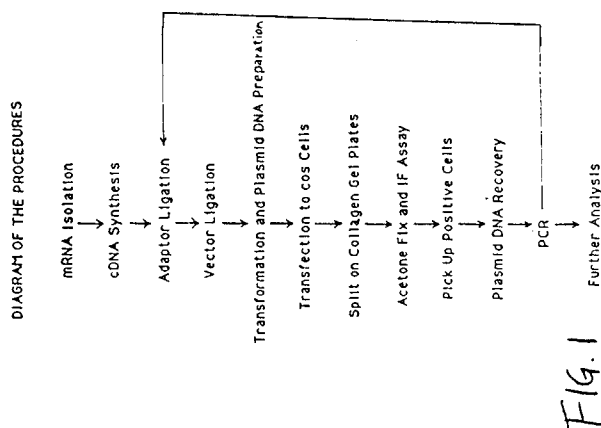 DIAGRAM OF THE PROCEDURES
mRNA Isolation
cDNA Synthesis
Adaptor Ligation
Vector Ligation
Transformation and Plasmid DNA Preparation
Transfection to cos Cells
Split on Collagen Gel Plates
Acetone Fix and IF Assay
Pick Up Positive Cells
Plasmid DNA Recovery
PCR
Further Analysis
FIG. 1